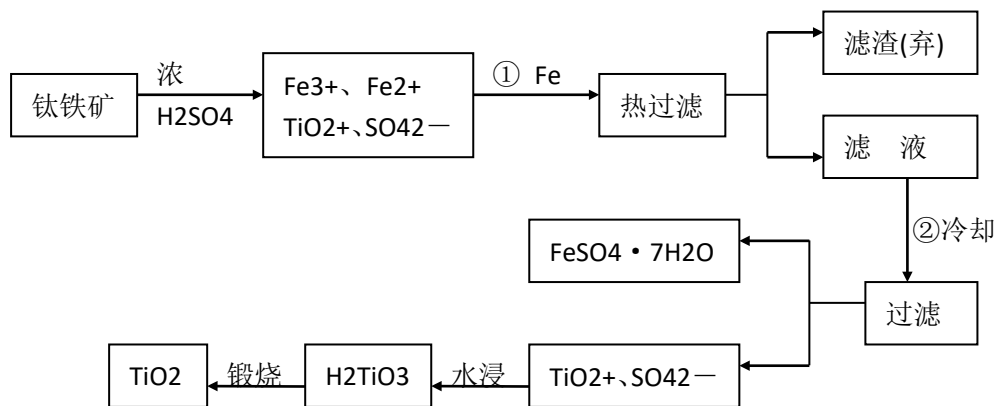 钛铁矿
浓
H2SO4
Fe3+、Fe2+
TiO2+、SO42－
① Fe
热过滤
滤渣(弃)
滤 液
②冷却
过滤
FeSO4・7H2O
TiO2+、SO42－
水浸
H2TiO3
锻烧
TiO2